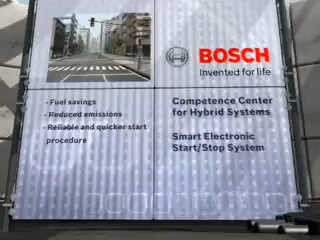 BOSCH
Invented for life
- Fuel savings
- Reduced emissions
- Reliable and quicker start
procedure
Competence Center
for Hybrid Systems
Smart Electronic
Start/Stop System